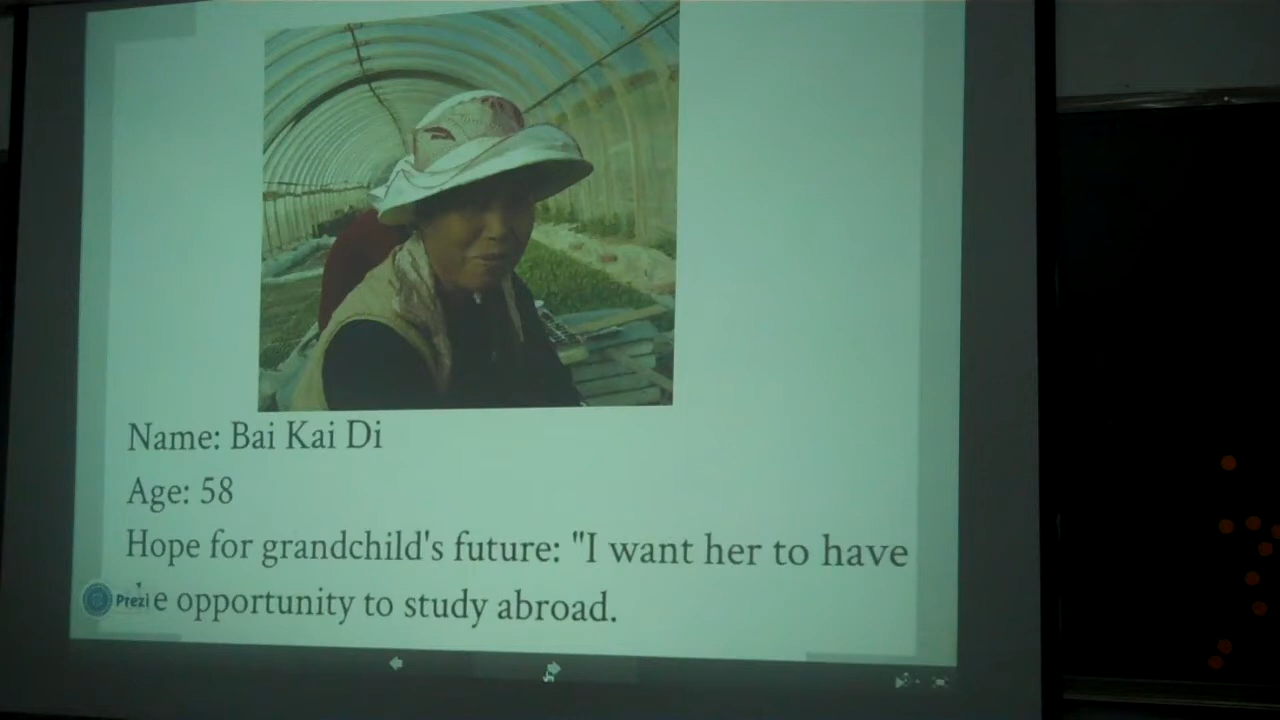 Name: Bai Kai Di
Age: 58
Hope for grandchild's future: "I want her to have
opportunity to study abroad.
Prezi